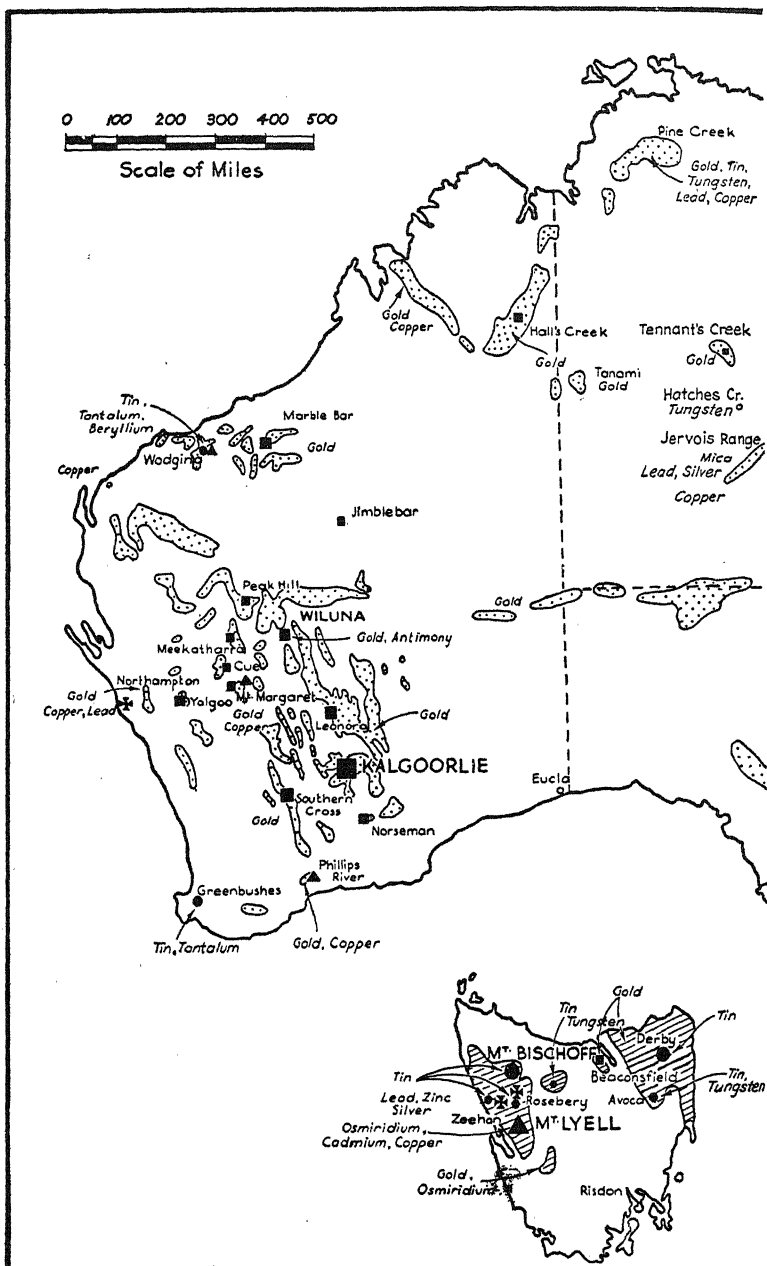 0 100 200 300 400 500
Scale of Miles
Pine Creek
Gold, Tin,
Tungsten,
Lead, Copper
Gold
Copper
Hall's Creek
Gold
Tennant's Creek
Gold
Tanami
Gold
Hatches Cr.
Tungsten
Jervois Range
Mica
Lead, Silver
Copper
Tin,
Tantalum,
Beryllium
Marble Bar
Gold
Wodgina
Copper
Jimblebar
Peak Hill
WILUNA
Gold, Antimony
Gold
Meekatharra
Cue
Northampton
Gold
Copper, Lead
Yalgoo
Mt. Margaret
Gold
Copper
Leonora
Gold
KALGOORLIE
Eucla
Southern
Cross
Gold
Norseman
Phillips
River
Greenbushes
Tin, Tantalum
Gold, Copper
Gold
Tin
Tungsten
Tin
Derby
MT. BISCHOFF
Beaconsfield
Tin
Tin,
Tungsten
Avoca
Lead, Zinc
Silver
Rosebery
Zeehan
MT. LYELL
Osmiridium,
Cadmium, Copper
Gold,
Osmiridium
Risdon